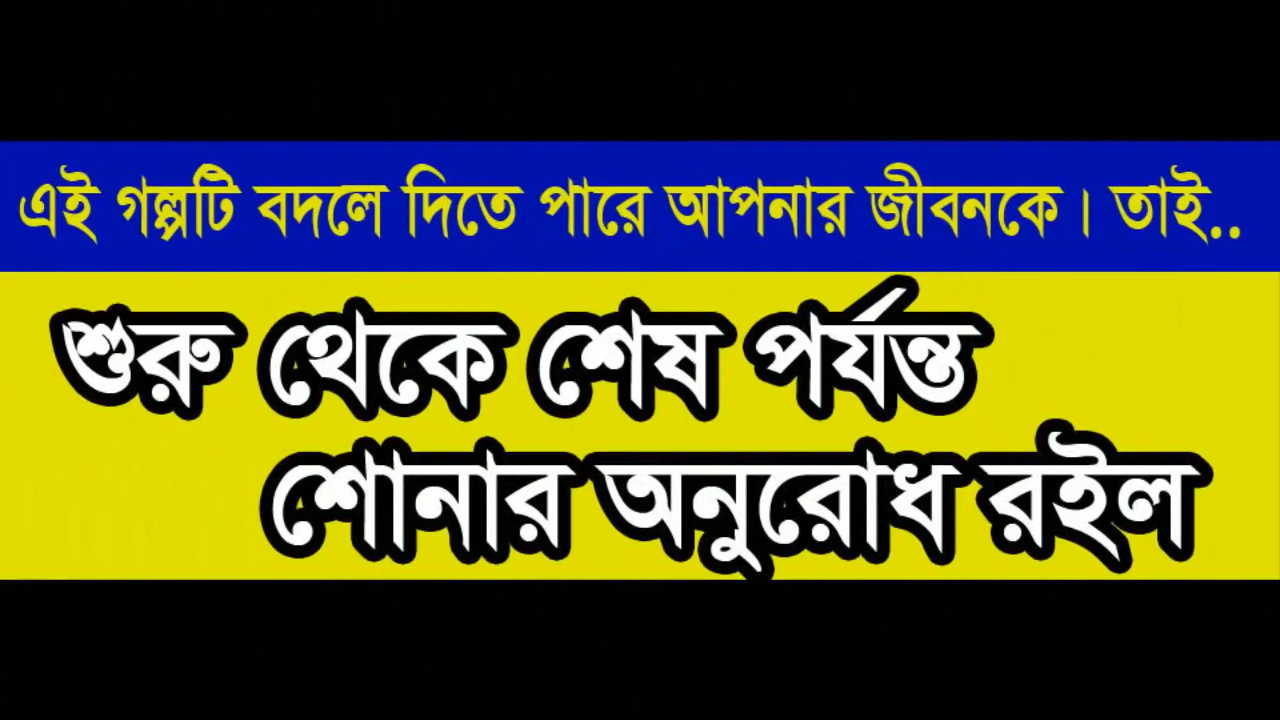 এই গল্পটি বদলে দিতে পারে আপনার জীবনকে। তাই..
শুরু থেকে শেষ পর্যন্ত
শোনার অনুরোধ রইল